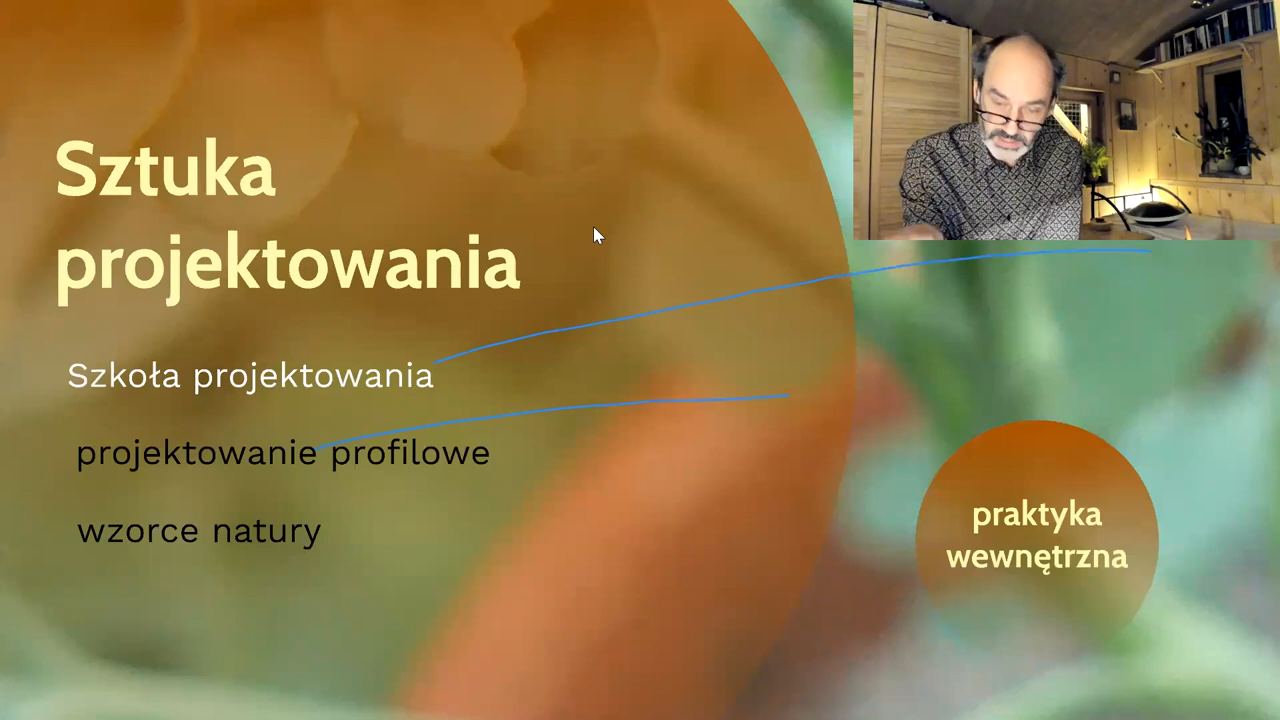 Sztuka
projektowania
Szkoła projektowania
projektowanie profilowe
wzorce natury
praktyka
wewnętrzna